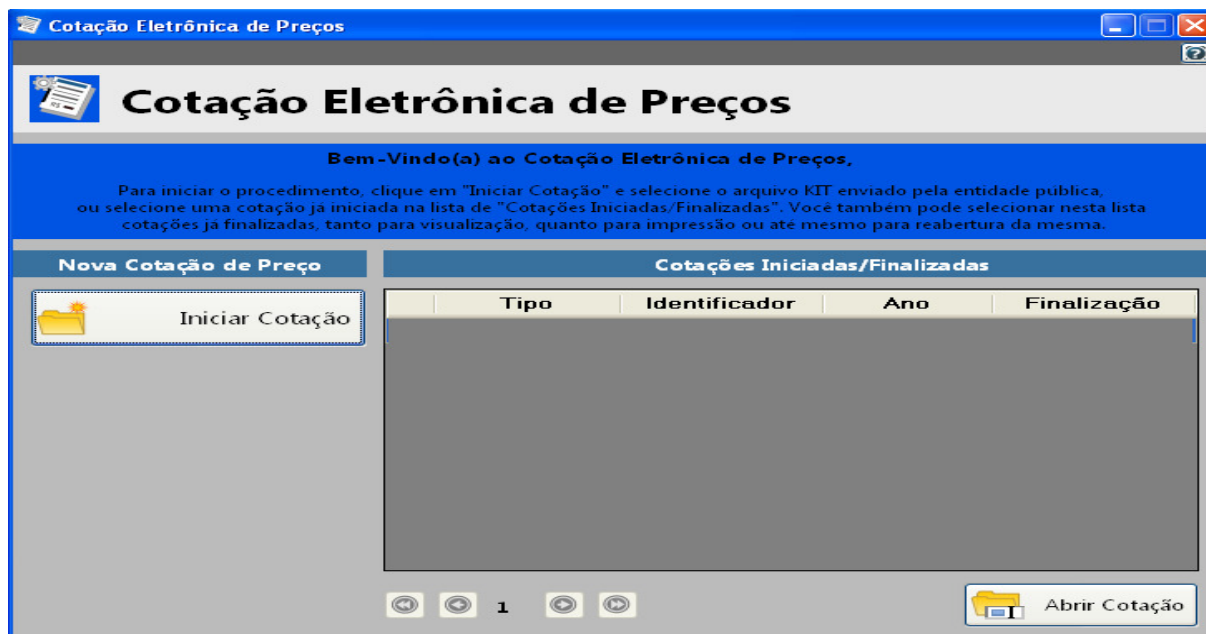 Cotação Eletrônica de Preços
Cotação Eletrônica de Preços
Bem-Vindo(a) ao Cotação Eletrônica de Preços,
Para iniciar o procedimento, clique em "Iniciar Cotação" e selecione o arquivo KIT enviado pela entidade publica,
ou selecione uma cotação já iniciada na lista de "Cotações Iniciadas/Finalizadas". Você também pode selecionar nesta lista
cotações já finalizadas, tanto para visualização, quanto para impressão ou até mesmo para reabertura da mesma.
Nova Cotação de Preço
Cotações Iniciadas/Finalizadas
Iniciar Cotação
Tipo Identificador Ano Finalização
1
Abrir Cotação